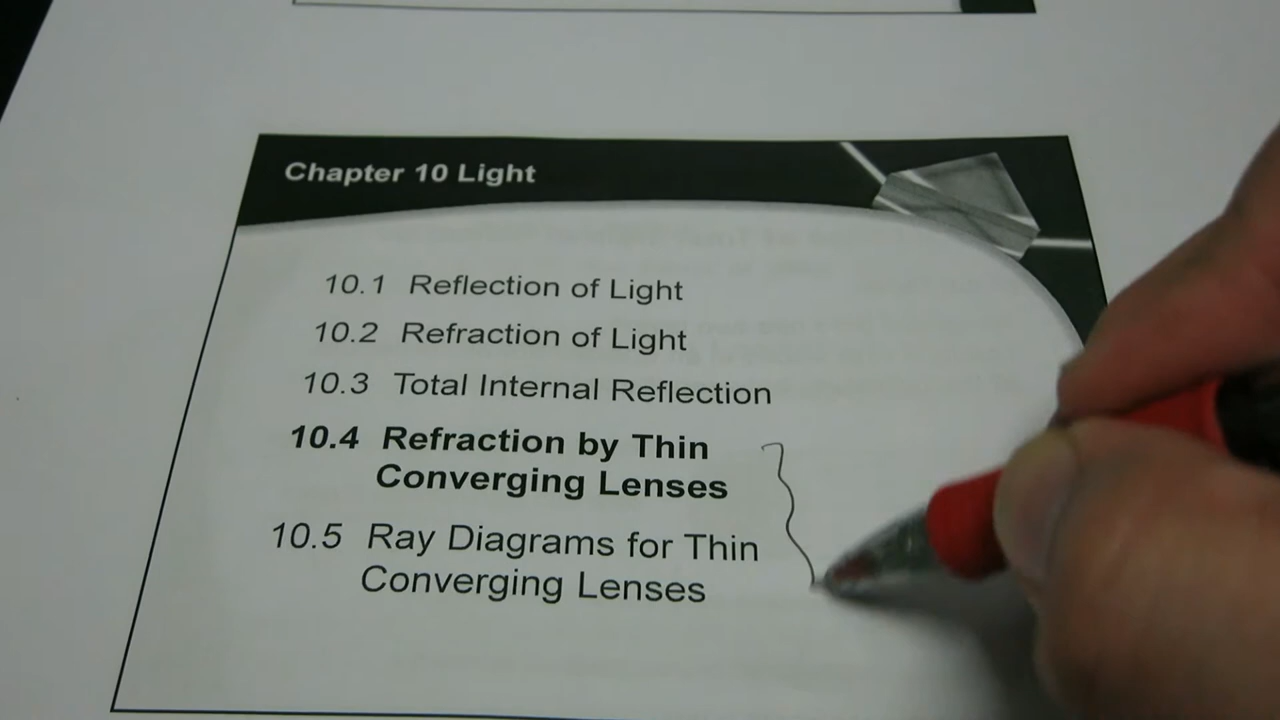 Chapter 10 Light
10.1 Reflection of Light
10.2 Refraction of Light
10.3 Total Internal Reflection
10.4 Refraction by Thin
Converging Lenses
10.5 Ray Diagrams for Thin
Converging Lenses